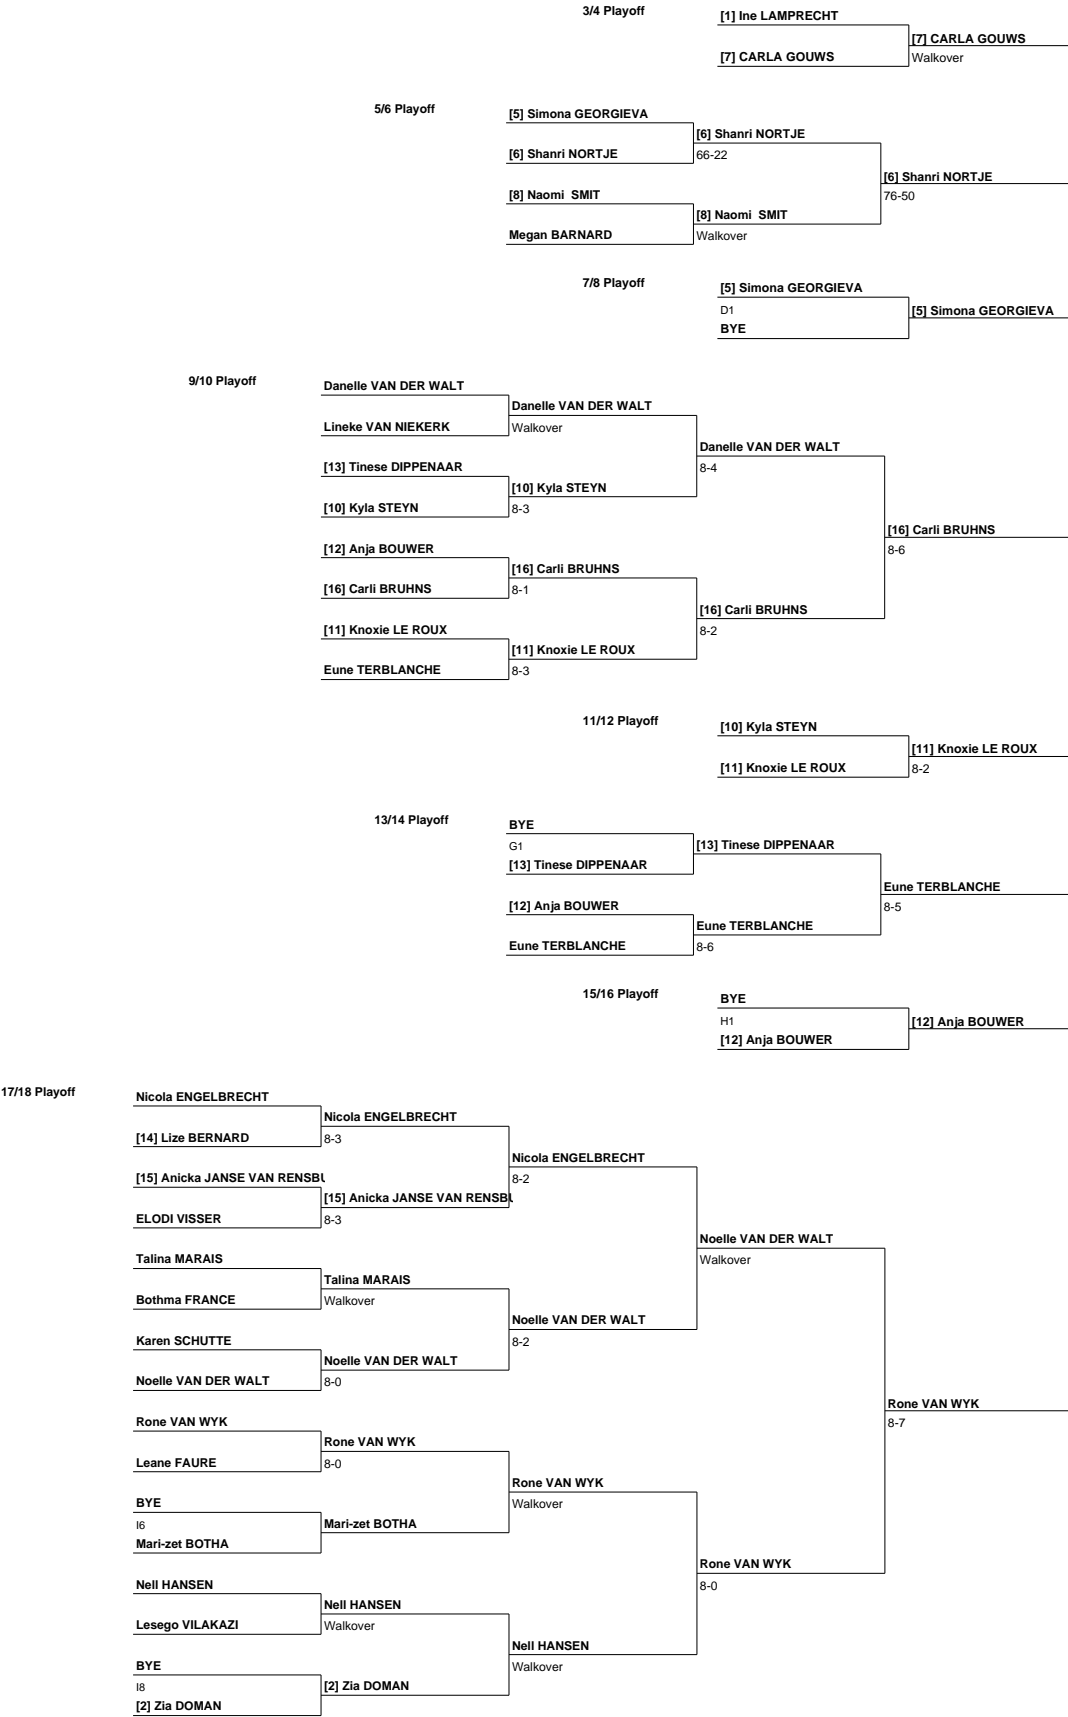 3/4 Playoff
[1] Ine LAMPRECHT
[7] CARLA GOUWS
[7] CARLA GOUWS
Walkover
5/6 Playoff
[5] Simona GEORGIEVA
[6] Shanri NORTJE
[6] Shanri NORTJE
66-22
[6] Shanri NORTJE
76-50
[8] Naomi  SMIT
[8] Naomi  SMIT
Megan BARNARD
Walkover
7/8 Playoff
[5] Simona GEORGIEVA
D1
[5] Simona GEORGIEVA
BYE
9/10 Playoff
Danelle VAN DER WALT
Danelle VAN DER WALT
Lineke VAN NIEKERK
Walkover
Danelle VAN DER WALT
8-4
[13] Tinese DIPPENAAR
[10] Kyla STEYN
[10] Kyla STEYN
8-3
[16] Carli BRUHNS
8-6
[12] Anja BOUWER
[16] Carli BRUHNS
[16] Carli BRUHNS
8-1
[16] Carli BRUHNS
8-2
[11] Knoxie LE ROUX
[11] Knoxie LE ROUX
Eune TERBLANCHE
8-3
11/12 Playoff
[10] Kyla STEYN
[11] Knoxie LE ROUX
[11] Knoxie LE ROUX
8-2
13/14 Playoff
BYE
G1
[13] Tinese DIPPENAAR
[13] Tinese DIPPENAAR
Eune TERBLANCHE
8-5
[12] Anja BOUWER
Eune TERBLANCHE
Eune TERBLANCHE
8-6
15/16 Playoff
BYE
H1
[12] Anja BOUWER
[12] Anja BOUWER
17/18 Playoff
Nicola ENGELBRECHT
Nicola ENGELBRECHT
[14] Lize BERNARD
8-3
Nicola ENGELBRECHT
8-2
[15] Anicka JANSE VAN RENSBU
[15] Anicka JANSE VAN RENSBU
ELODI VISSER
8-3
Noelle VAN DER WALT
Walkover
Talina MARAIS
Talina MARAIS
Bothma FRANCE
Walkover
Noelle VAN DER WALT
8-2
Karen SCHUTTE
Noelle VAN DER WALT
Noelle VAN DER WALT
8-0
Rone VAN WYK
8-7
Rone VAN WYK
Rone VAN WYK
Leane FAURE
8-0
Rone VAN WYK
Walkover
BYE
I6
Mari-zet BOTHA
Mari-zet BOTHA
Rone VAN WYK
8-0
Nell HANSEN
Nell HANSEN
Lesego VILAKAZI
Walkover
Nell HANSEN
Walkover
BYE
I8
[2] Zia DOMAN
[2] Zia DOMAN